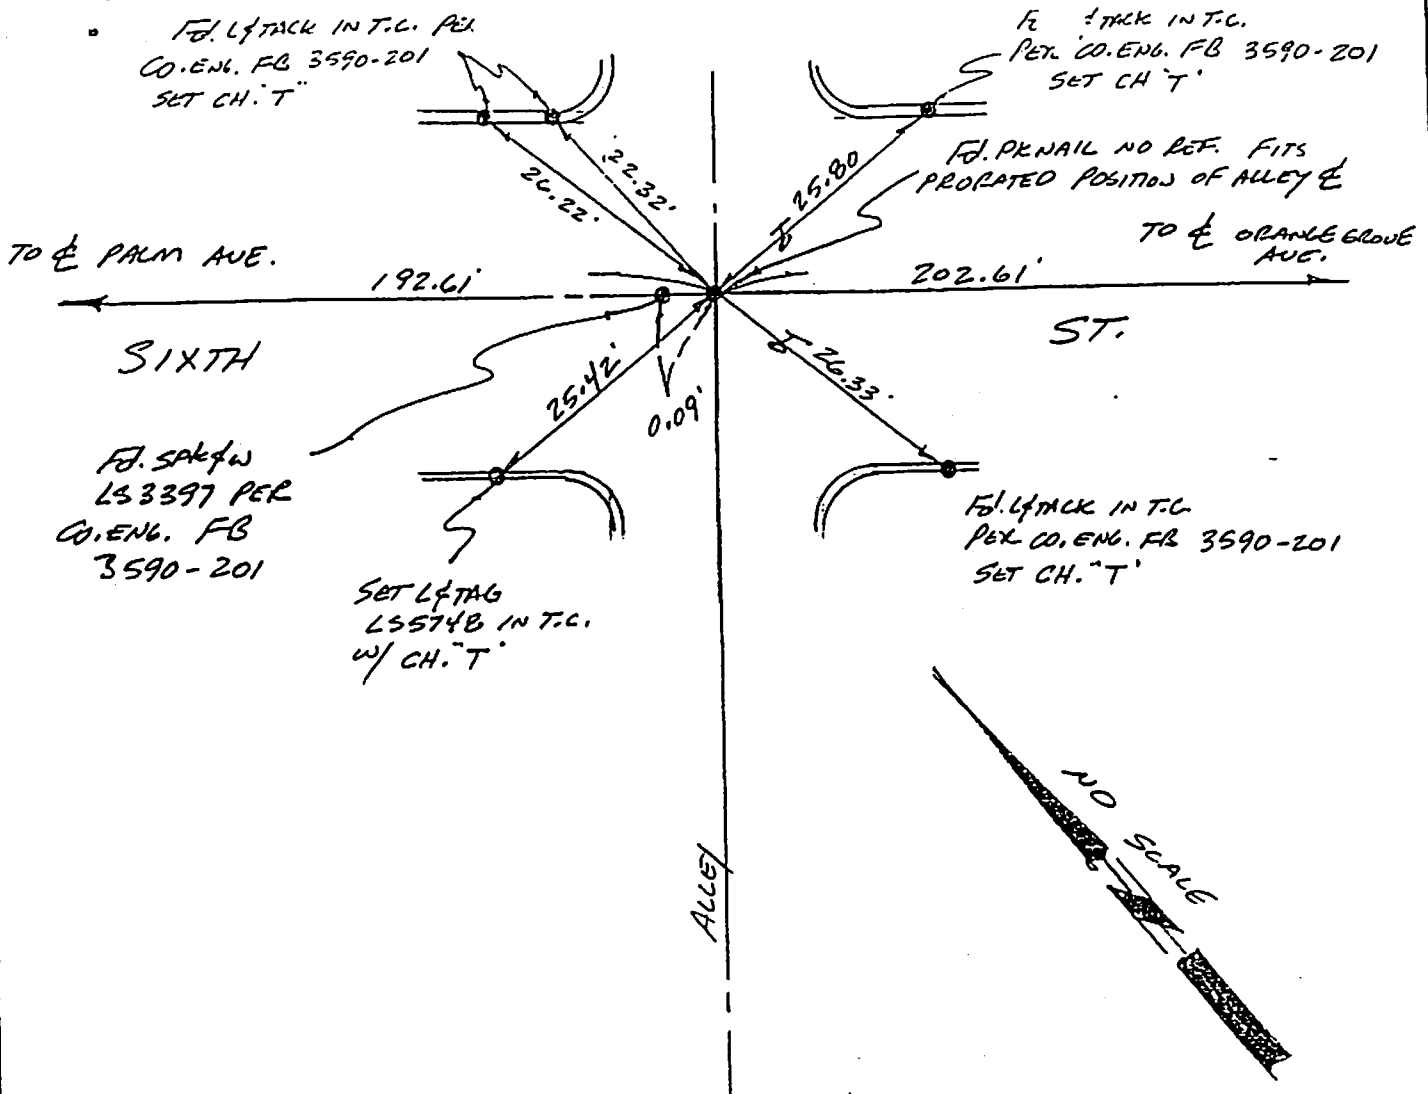 Fd. L&TACK IN T.C. PER
CO. ENG. FB 3590-201
SET CH. "T"
TACK IN T.C.
PER CO. ENG. FB 3590-201
SET CH "T"
Fd. PK NAIL NO REF. FITS
PRORATED POSITION OF ALLEY ℄
22.32'
26.22'
25.80
TO ℄ PALM AVE.
TO ℄ ORANGE GROVE
AVE.
192.61'
202.61'
SIXTH
ST.
25.42'
0.09'
26.33'
Fd. SPK&W
LS3397 PER
CO. ENG. FB
3590-201
Fd. L&TACK IN T.C.
PER CO. ENG. FB 3590-201
SET CH. "T"
SET L&TAG
LS5748 IN T.C.
W/ CH. "T"
NO SCALE
ALLEY